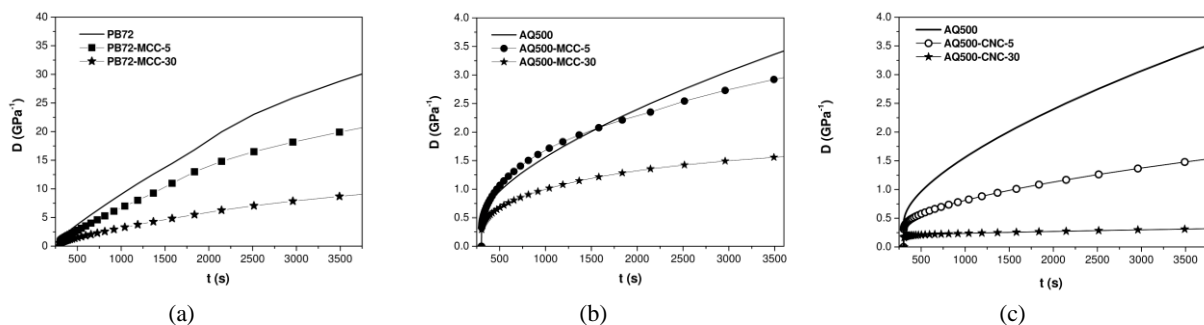 PB72
PB72-MCC-5
PB72-MCC-30
D (GPa⁻¹)
40
35
30
25
20
15
10
5
0
500 1000 1500 2000 2500 3000 3500
t (s)
(a)
AQ500
AQ500-MCC-5
AQ500-MCC-30
D (GPa⁻¹)
4.0
3.5
3.0
2.5
2.0
1.5
1.0
0.5
0.0
500 1000 1500 2000 2500 3000 3500
t (s)
(b)
AQ500
AQ500-CNC-5
AQ500-CNC-30
D (GPa⁻¹)
4.0
3.5
3.0
2.5
2.0
1.5
1.0
0.5
0.0
500 1000 1500 2000 2500 3000 3500
t (s)
(c)